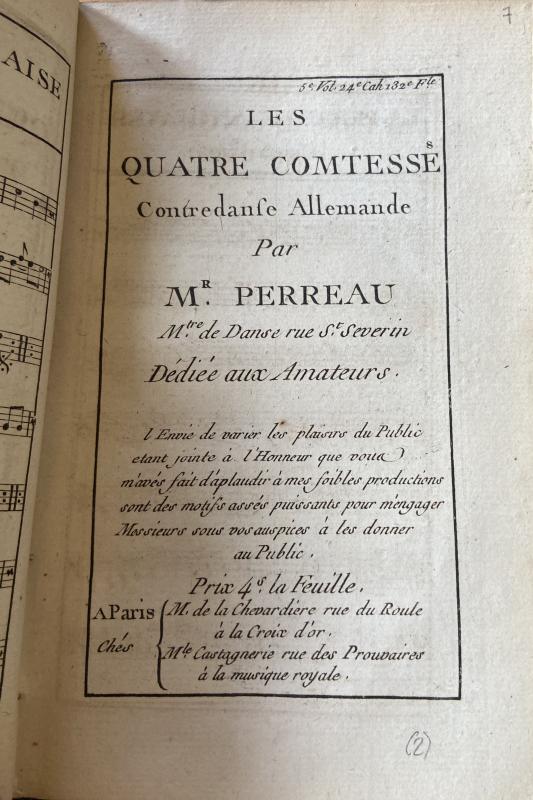 7
AISE
5e. Vol. 24e Cah 132e Fle.
LES
QUATRE COMTESSES
Contredanse Allemande
Par
MR. PERREAU
Mtre de Danse rue St. Severin
Dédiée aux Amateurs.
l'Envie de varier les plaisirs du Public
etant jointe à l'Honneur que vous
m'avés fait d'aplaudir à mes foibles productions
sont des motifs assés puissants pour m'engager
Messieurs sous vos auspices à les donner
au Public.
Prix 4s. la Feuille.
A Paris
Chés
M. de la Chevardière rue du Roule
à la Croix d'or.
Mle Castagnerie rue des Prouvaires
à la musique royale.
(2)